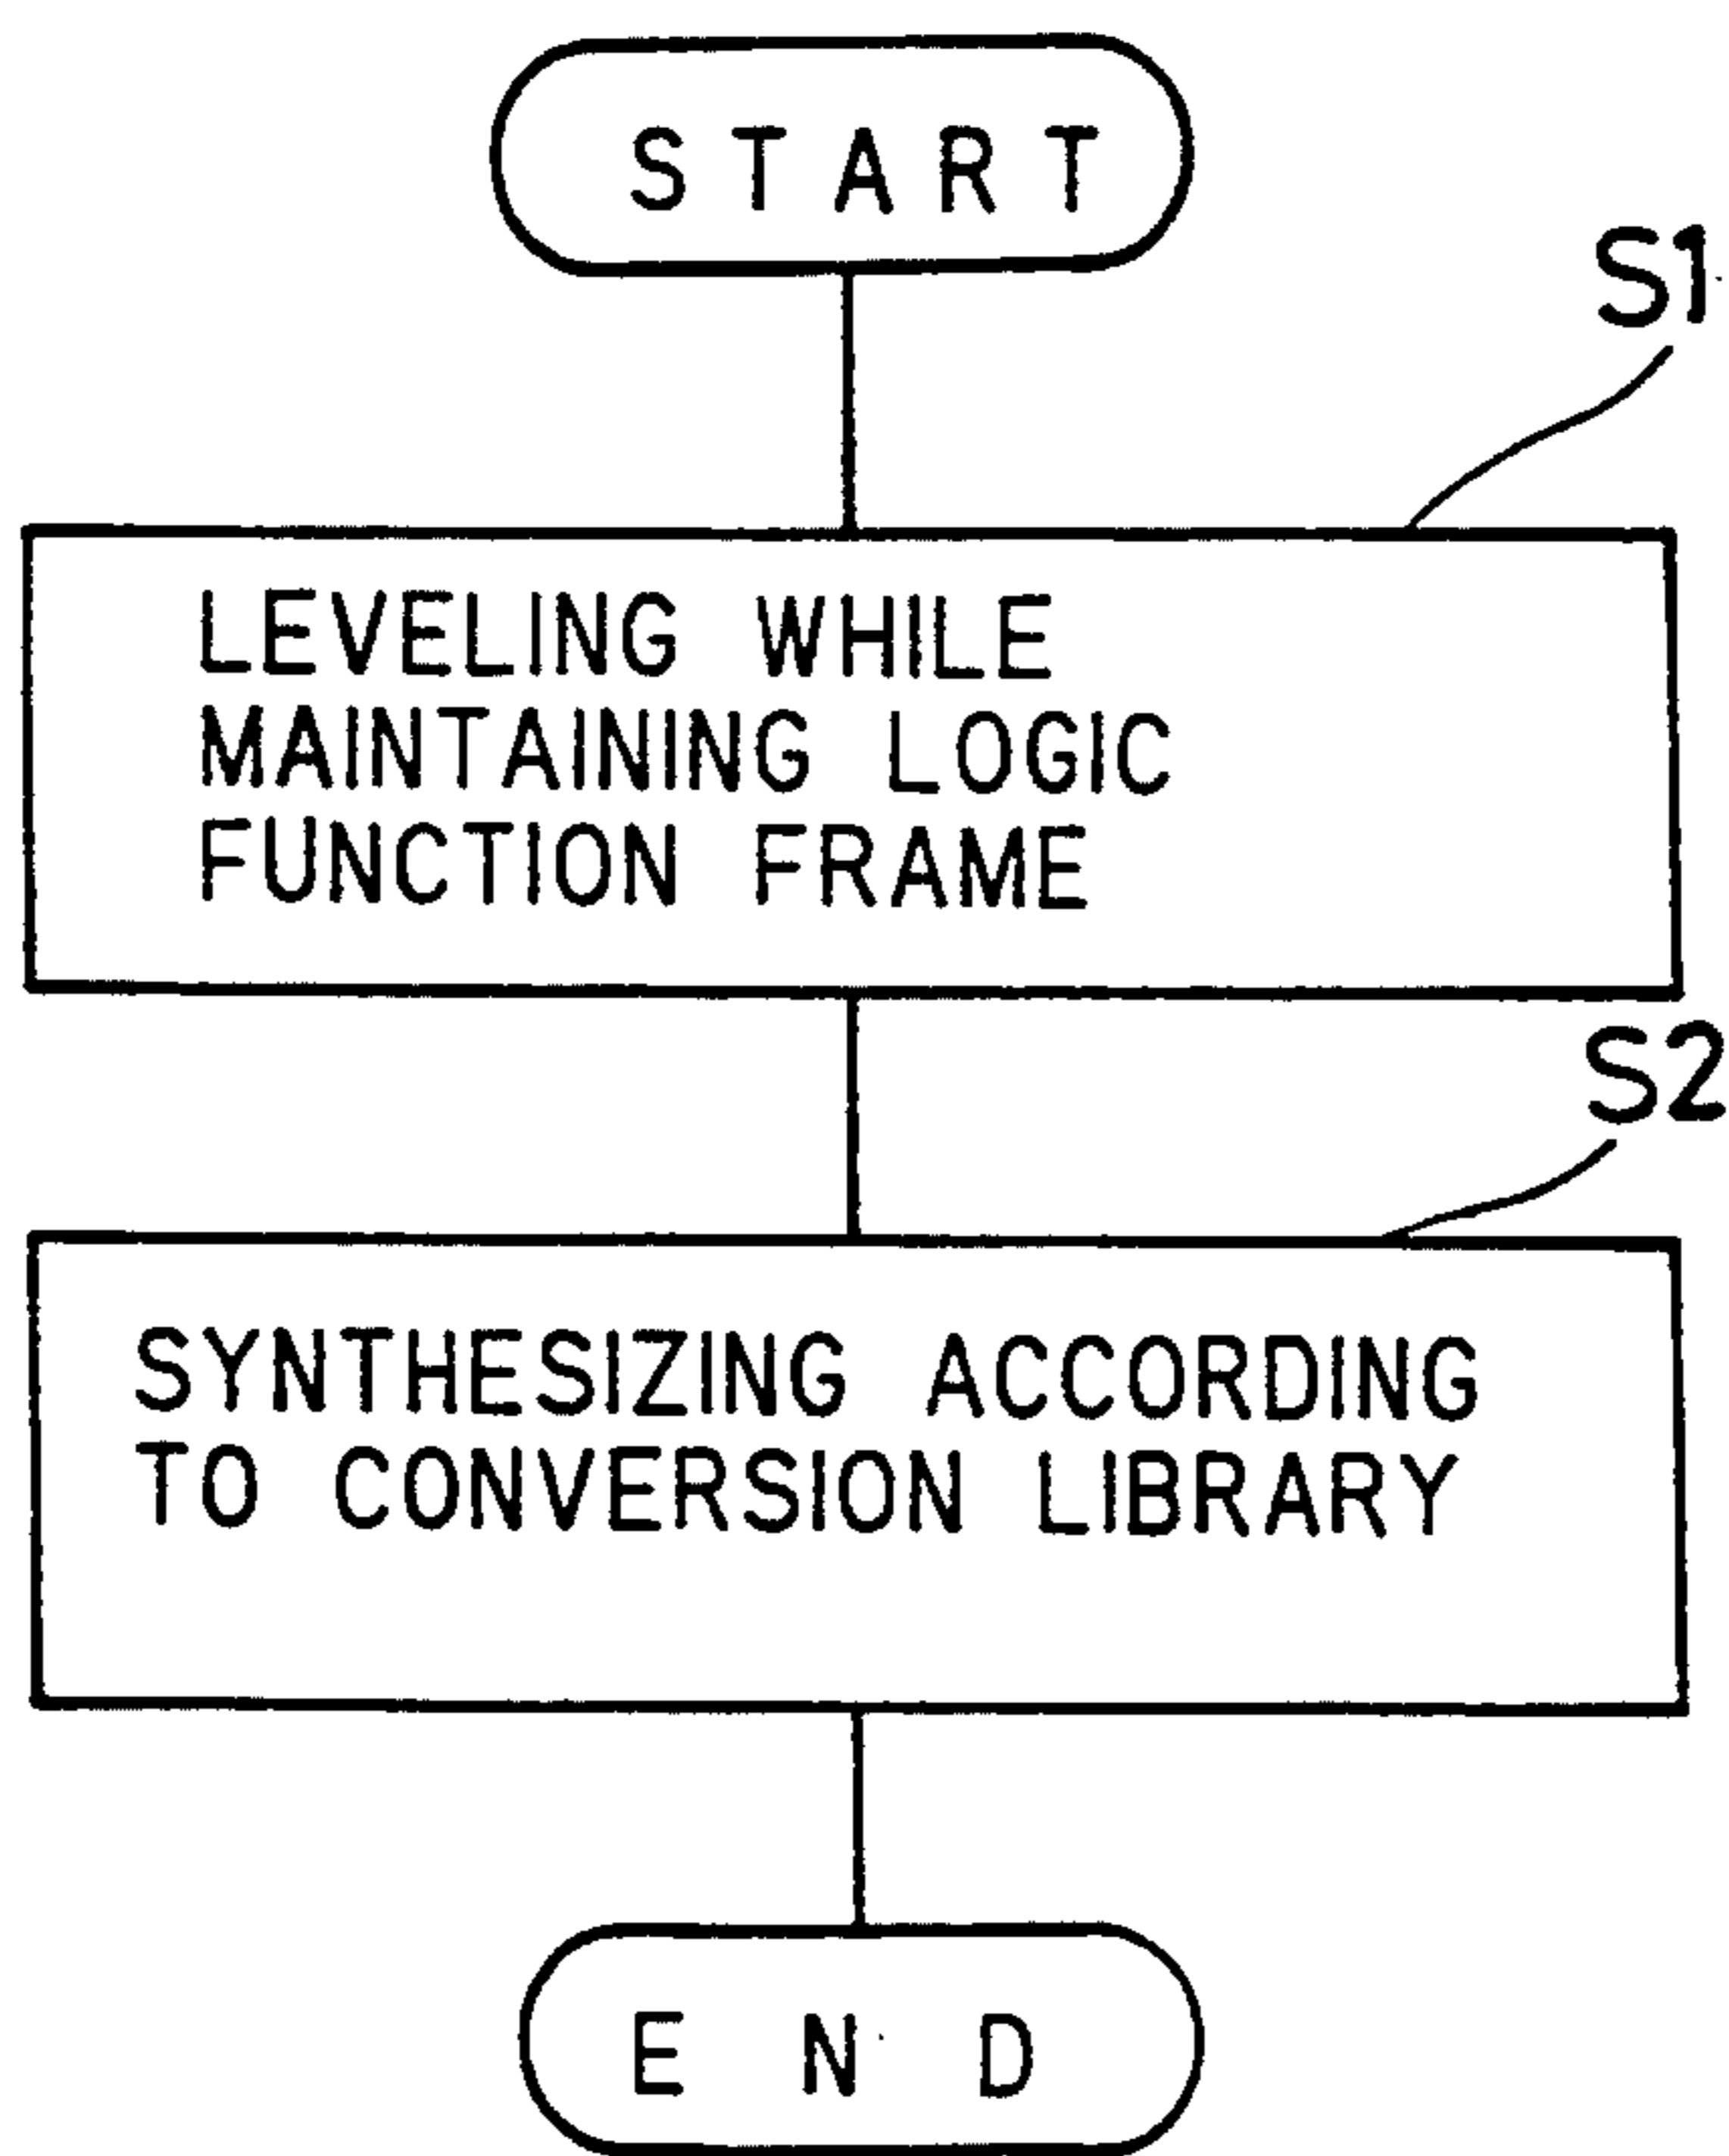 START
S1
LEVELING WHILE
MAINTAINING LOGIC
FUNCTION FRAME
S2
SYNTHESIZING ACCORDING
TO CONVERSION LIBRARY
END